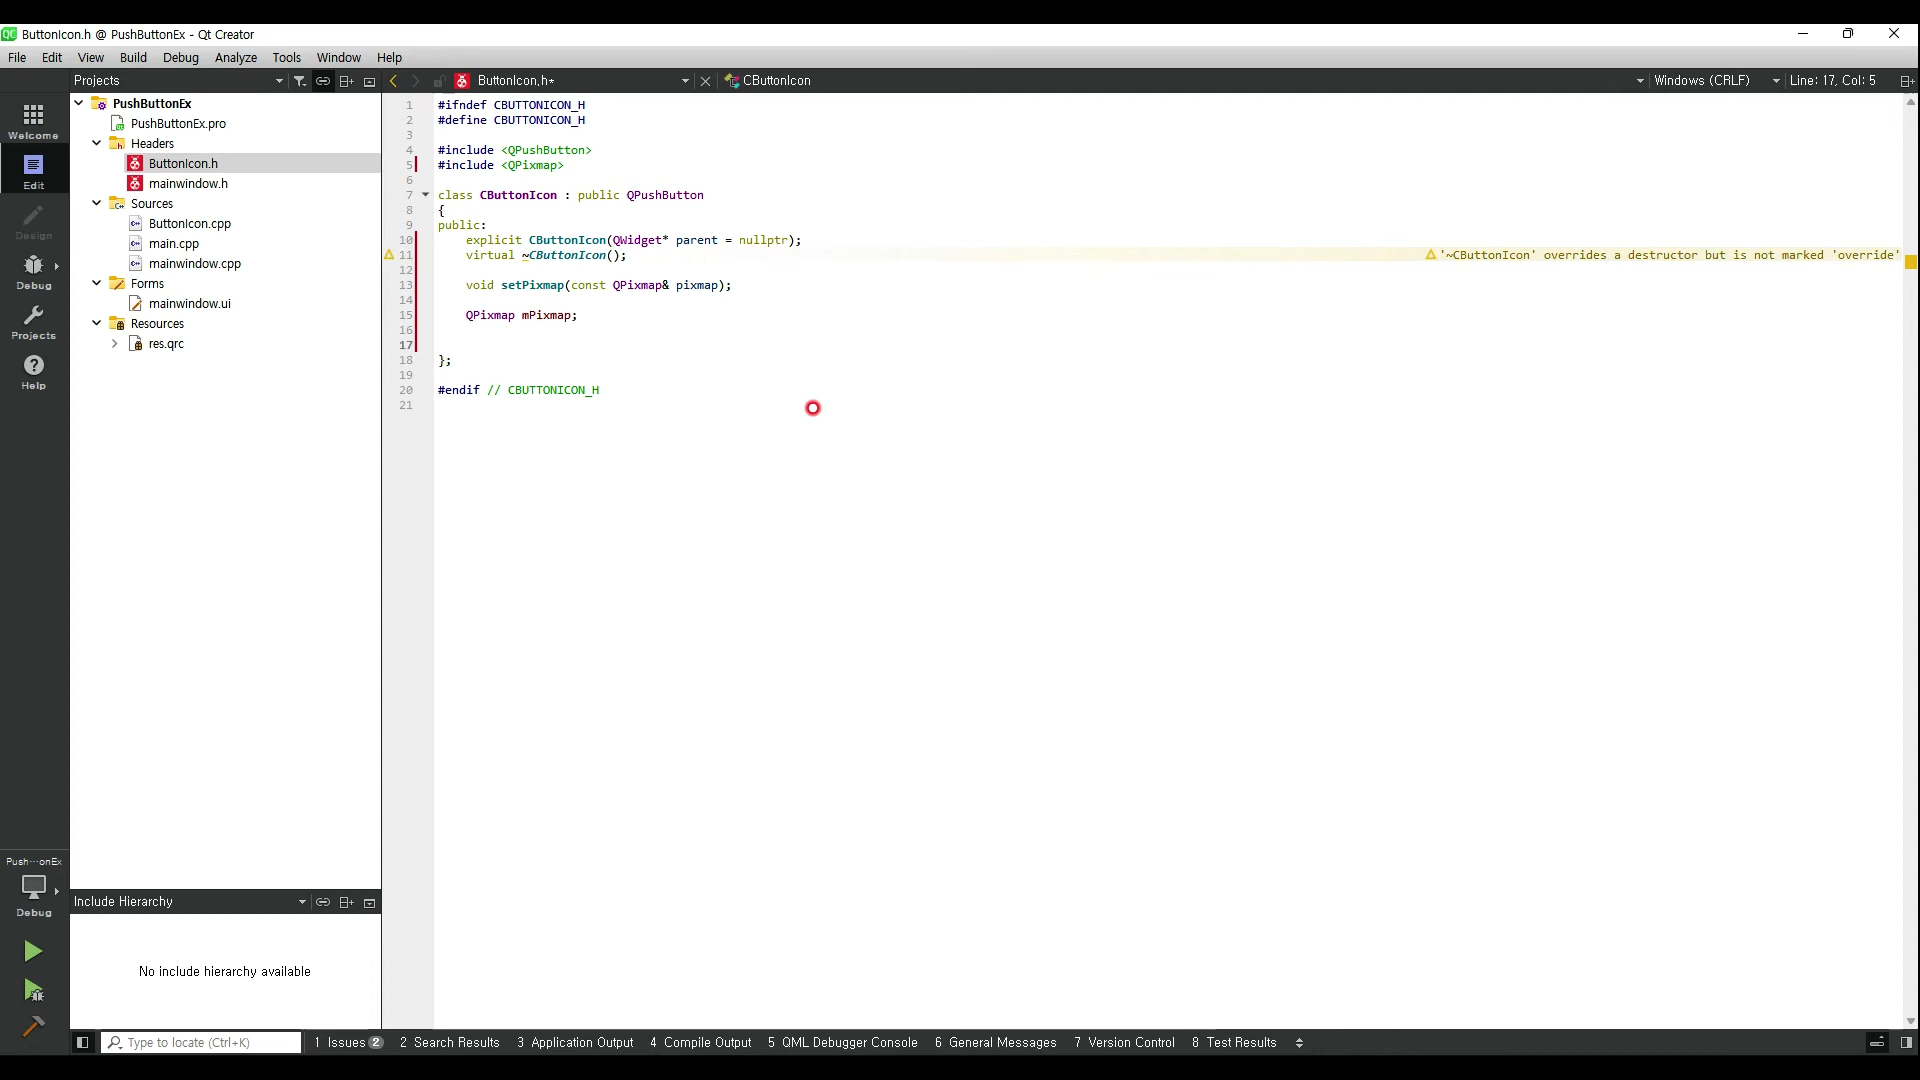 ButtonIcon.h @ PushButtonEx - Qt Creator
File Edit View Build Debug Analyze Tools Window Help
Projects ButtonIcon.h* CButtonIcon Windows (CRLF) Line: 17, Col: 5
Welcome
Edit
Design
Debug
Projects
Help
PushButtonEx
PushButtonEx.pro
Headers
ButtonIcon.h
mainwindow.h
Sources
ButtonIcon.cpp
main.cpp
mainwindow.cpp
Forms
mainwindow.ui
Resources
res.qrc
1 #ifndef CBUTTONICON_H
2 #define CBUTTONICON_H
3
4 #include <QPushButton>
5 #include <QPixmap>
6
7 class CButtonIcon : public QPushButton
8 {
9 public:
10 explicit CButtonIcon(QWidget* parent = nullptr);
11 virtual ~CButtonIcon(); '~CButtonIcon' overrides a destructor but is not marked 'override'
12
13 void setPixmap(const QPixmap& pixmap);
14
15 QPixmap mPixmap;
16
17
18 };
19
20 #endif // CBUTTONICON_H
21
Push···onEx
Debug
Include Hierarchy
No include hierarchy available
Type to locate (Ctrl+K) 1 Issues 2 2 Search Results 3 Application Output 4 Compile Output 5 QML Debugger Console 6 General Messages 7 Version Control 8 Test Results